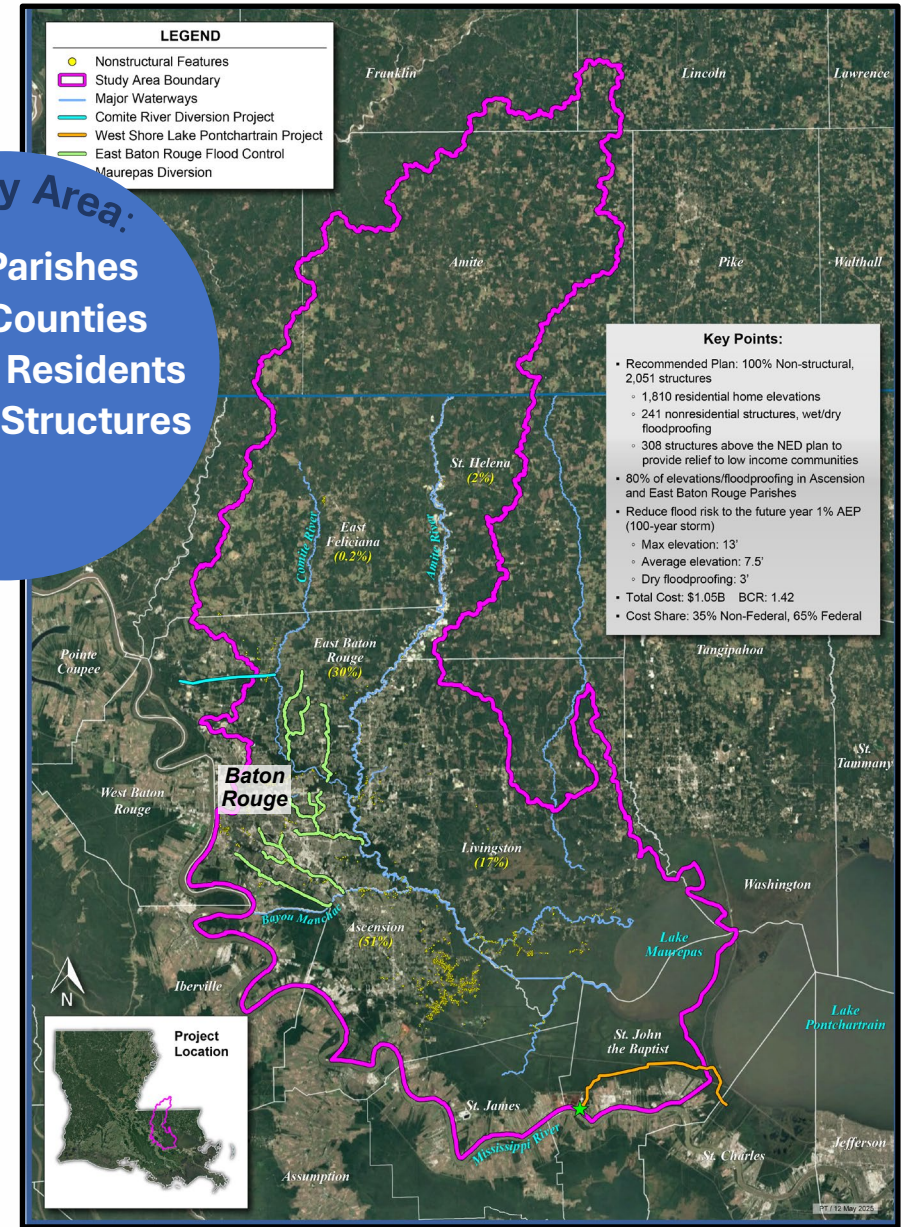 LEGEND
Nonstructural Features
Study Area Boundary
Major Waterways
Comite River Diversion Project
West Shore Lake Pontchartrain Project
East Baton Rouge Flood Control
Maurepas Diversion
y Area:
Parishes
Counties
Residents
Structures
Franklin
Lincoln
Lawrence
Amite
Pike
Walthall
Key Points:
▪ Recommended Plan: 100% Non-structural,
2,051 structures
◦ 1,810 residential home elevations
◦ 241 nonresidential structures, wet/dry
floodproofing
◦ 308 structures above the NED plan to
provide relief to low income communities
▪ 80% of elevations/floodproofing in Ascension
and East Baton Rouge Parishes
▪ Reduce flood risk to the future year 1% AEP
(100-year storm)
◦ Max elevation: 13'
◦ Average elevation: 7.5'
◦ Dry floodproofing: 3'
▪ Total Cost: $1.05B BCR: 1.42
▪ Cost Share: 35% Non-Federal, 65% Federal
St. Helena
(2%)
Comite River
East
Feliciana
(0.2%)
Amite River
East Baton
Rouge
(30%)
Pointe
Coupee
Tangipahoa
St.
Tammany
Baton
Rouge
West Baton
Rouge
Livingston
(17%)
Washington
Bayou Manchac
Ascension
(51%)
Lake
Maurepas
Iberville
N
Lake
Pontchartrain
Project
Location
St. John
the Baptist
St. James
Mississippi River
Assumption
St. Charles
Jefferson
PT / 12 May 2025